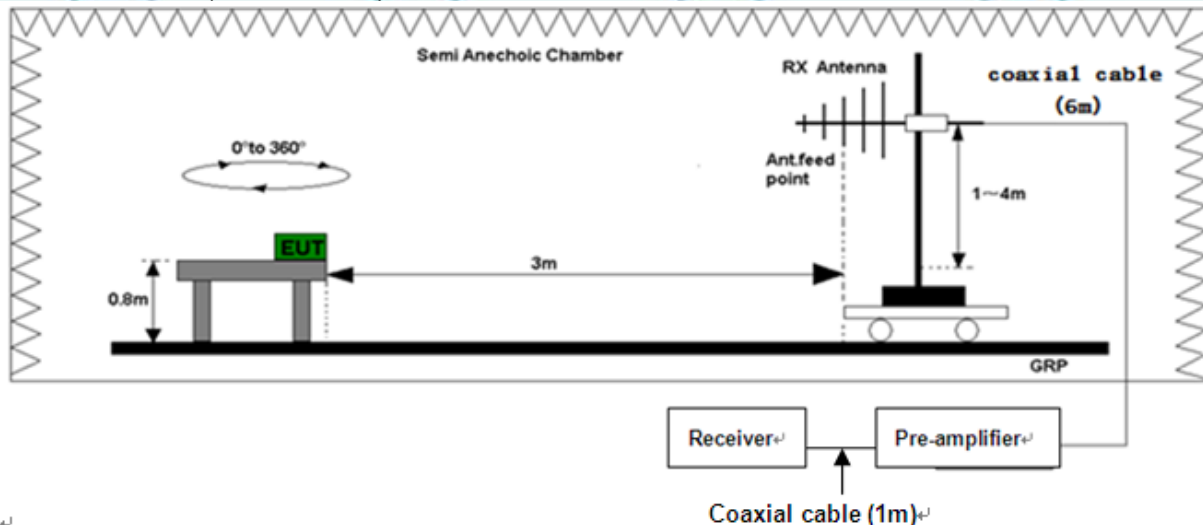 Semi Anechoic Chamber
RX Antenna
coaxial cable
(6m)
0°to 360°
Ant.feed
point
1～4m
EUT
3m
0.8m
GRP
Receiver↵
Pre-amplifier↵
Coaxial cable (1m)↵
↵